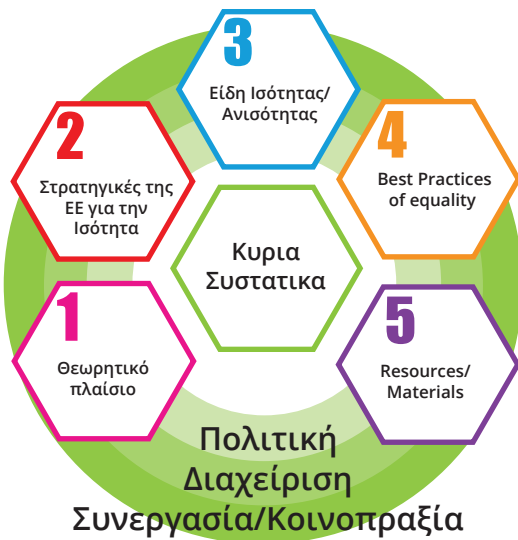 1
Θεωρητικό
πλαίσιο
2
Στρατηγικές της
ΕΕ για την
Ισότητα
3
Είδη Ισότητας/
Ανισότητας
4
Best Practices
of equality
5
Resources/
Materials
Κυρια
Συστατικα
Πολιτική
Διαχείριση
Συνεργασία/Κοινοπραξία